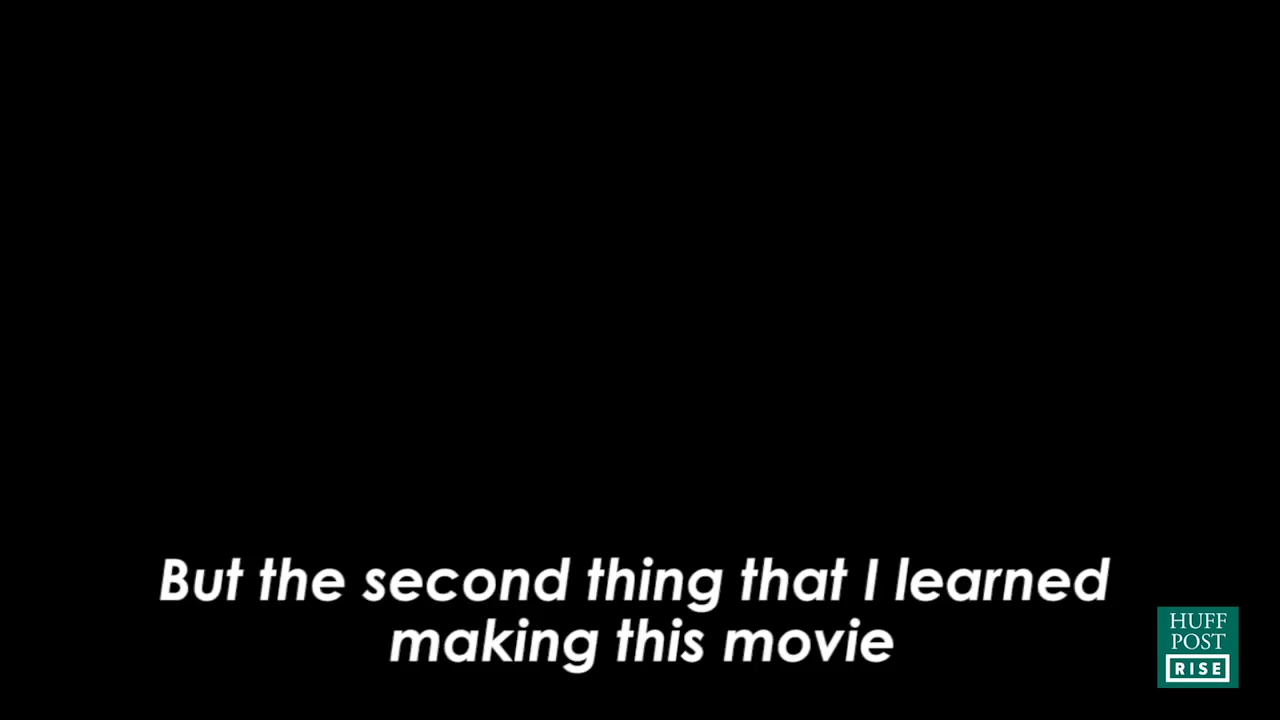 But the second thing that I learned
making this movie
HUFF
POST
RISE